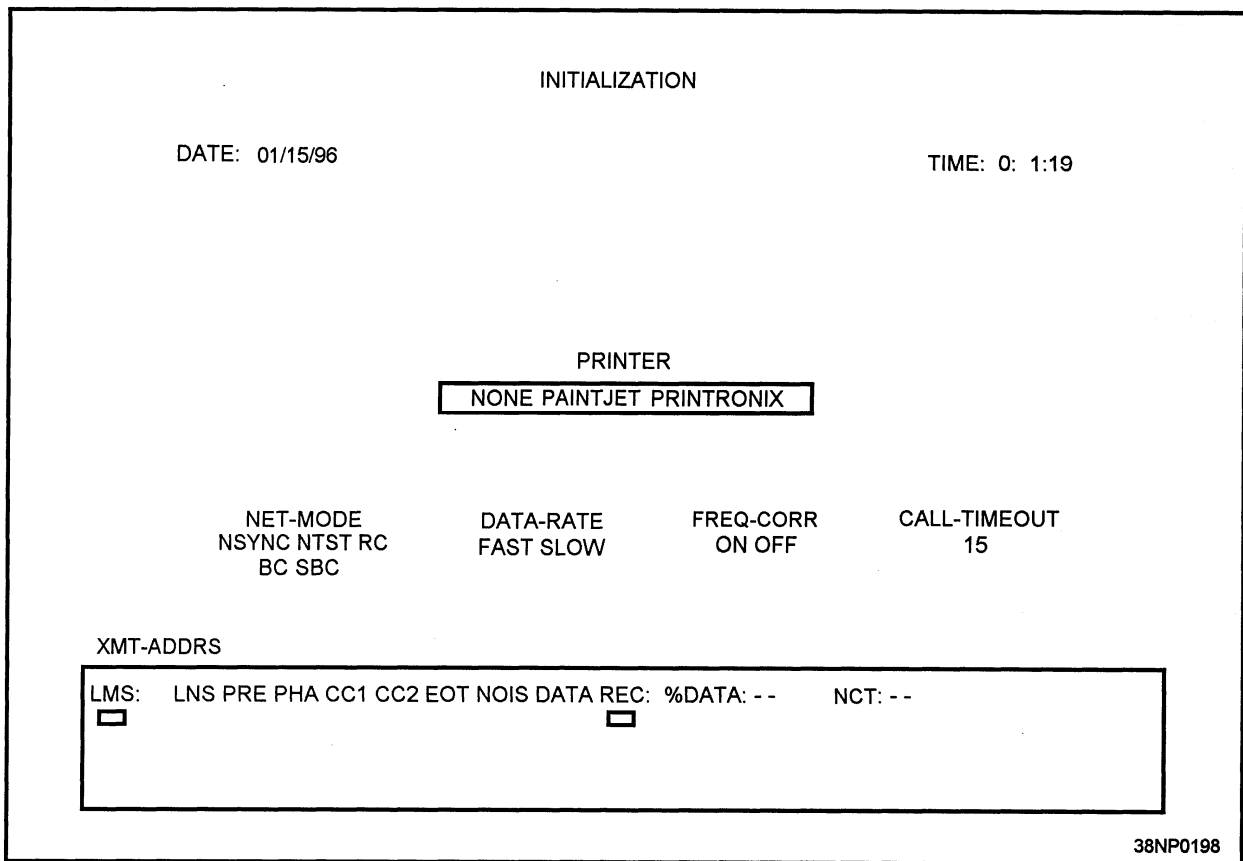 INITIALIZATION
DATE: 01/15/96
TIME: 0: 1:19
PRINTER
NONE PAINTJET PRINTRONIX
NET-MODE
NSYNC NTST RC
BC SBC
DATA-RATE
FAST SLOW
FREQ-CORR
ON OFF
CALL-TIMEOUT
15
XMT-ADDRS
LMS: LNS PRE PHA CC1 CC2 EOT NOIS DATA REC: %DATA: - - NCT: - -
38NP0198